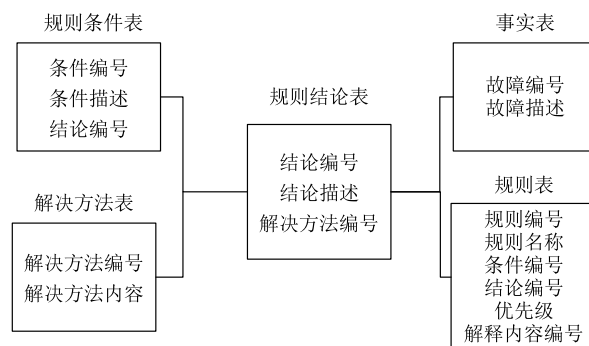 规则条件表
条件编号
条件描述
结论编号
解决方法表
解决方法编号
解决方法内容
规则结论表
结论编号
结论描述
解决方法编号
事实表
故障编号
故障描述
规则表
规则编号
规则名称
条件编号
结论编号
优先级
解释内容编号